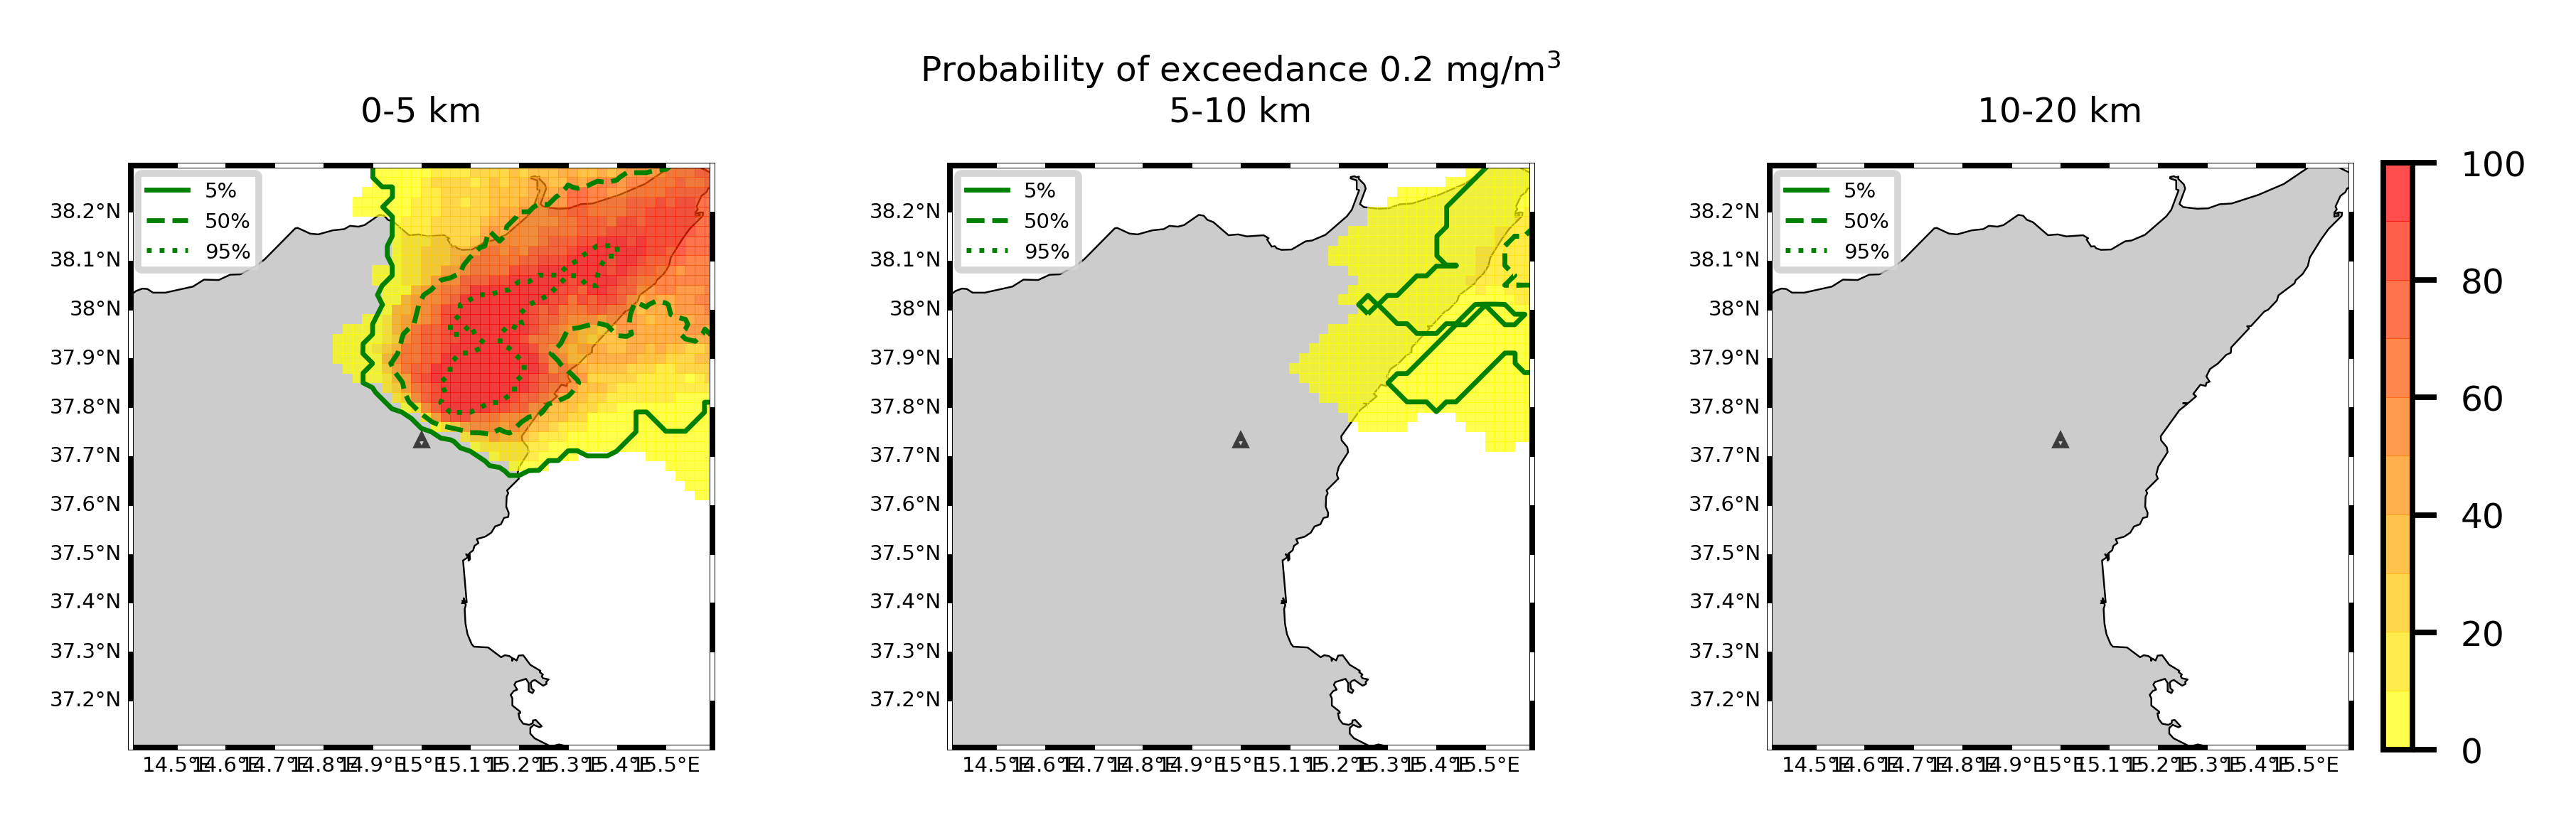 Probability of exceedance 0.2 mg/m³
0-5 km
5-10 km
10-20 km
5%
50%
95%
38.2°N
38.1°N
38°N
37.9°N
37.8°N
37.7°N
37.6°N
37.5°N
37.4°N
37.3°N
37.2°N
14.5°E 14.6°E 14.7°E 14.8°E 14.9°E 15°E 15.1°E 15.2°E 15.3°E 15.4°E 15.5°E
5%
50%
95%
38.2°N
38.1°N
38°N
37.9°N
37.8°N
37.7°N
37.6°N
37.5°N
37.4°N
37.3°N
37.2°N
14.5°E 14.6°E 14.7°E 14.8°E 14.9°E 15°E 15.1°E 15.2°E 15.3°E 15.4°E 15.5°E
5%
50%
95%
38.2°N
38.1°N
38°N
37.9°N
37.8°N
37.7°N
37.6°N
37.5°N
37.4°N
37.3°N
37.2°N
14.5°E 14.6°E 14.7°E 14.8°E 14.9°E 15°E 15.1°E 15.2°E 15.3°E 15.4°E 15.5°E
100
80
60
40
20
0